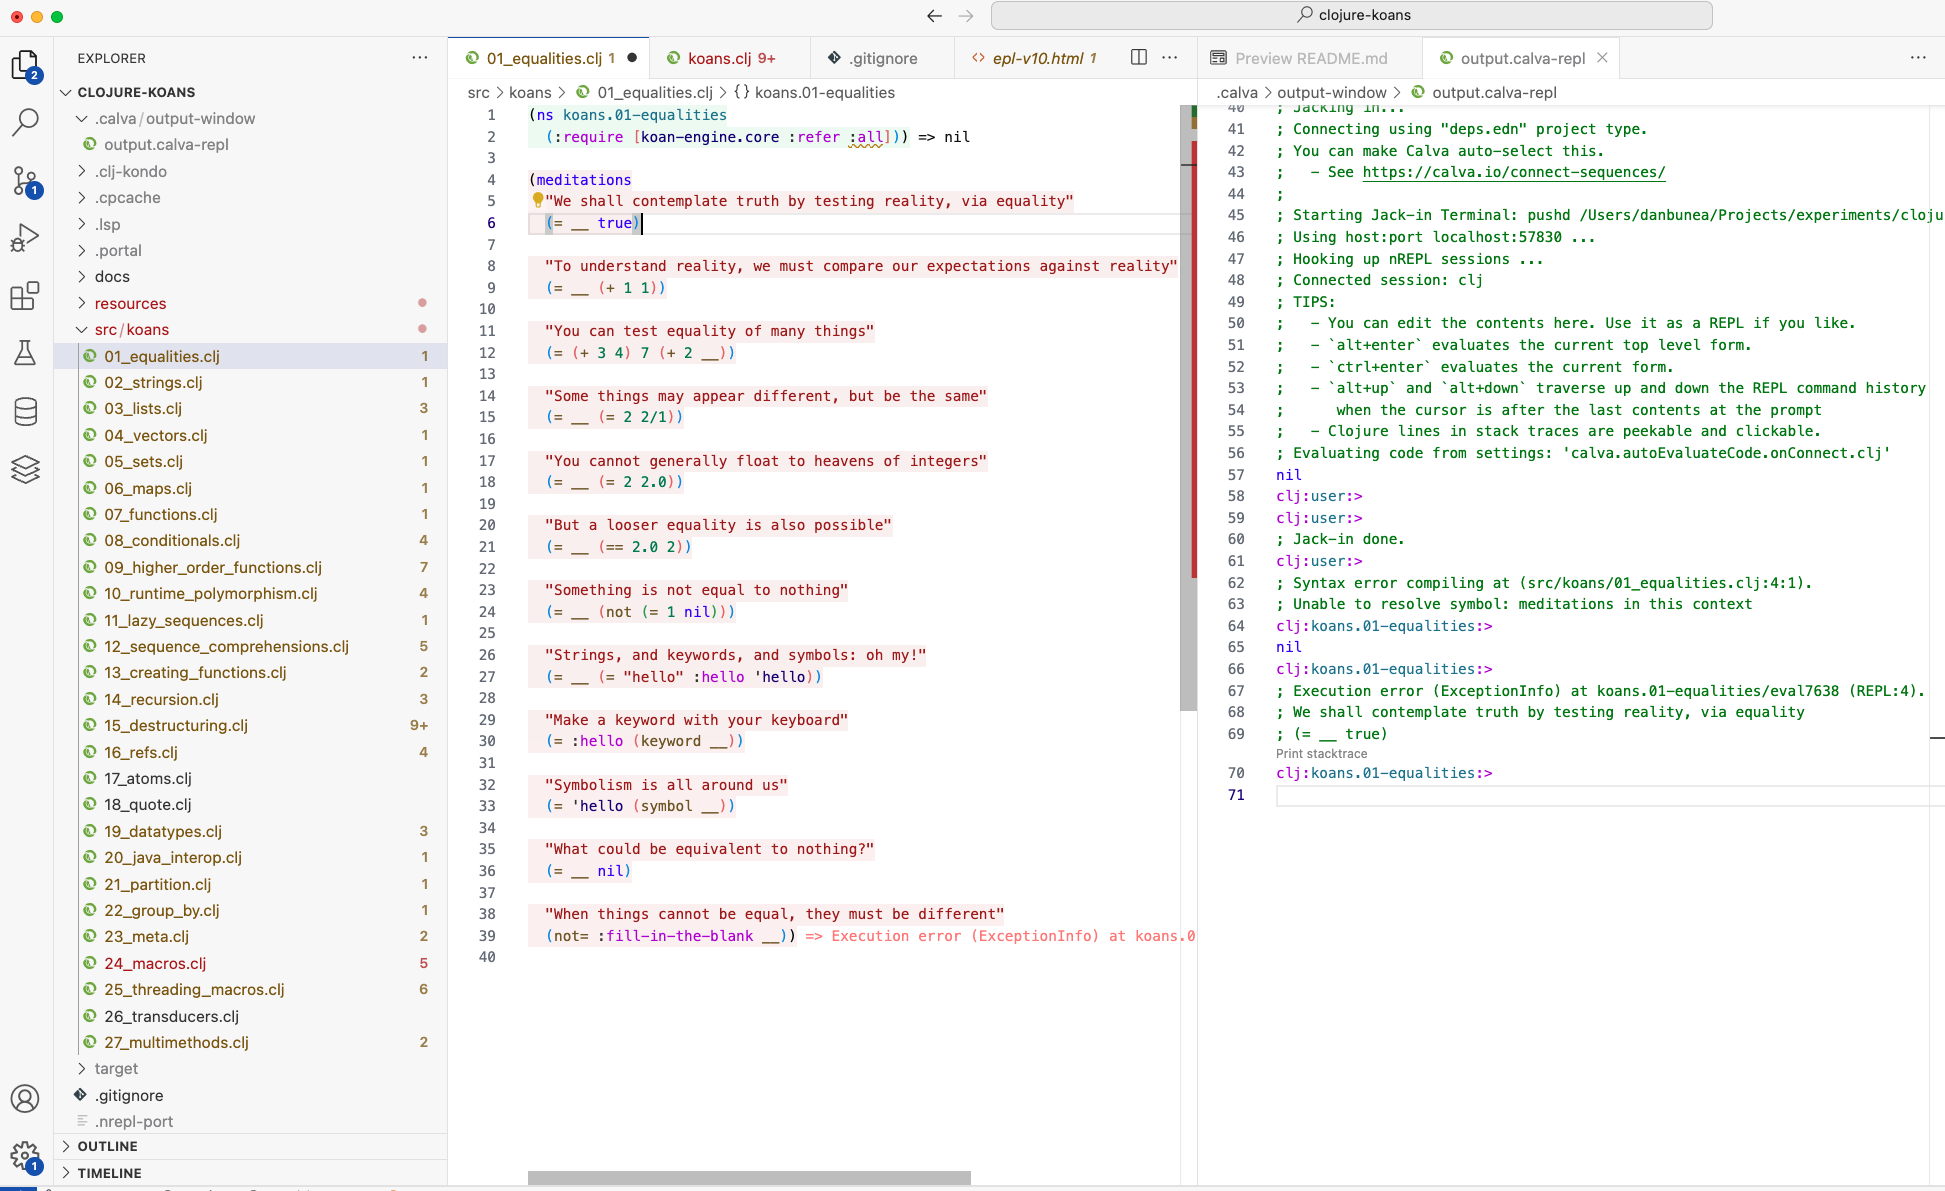 clojure-koans
EXPLORER
CLOJURE-KOANS
.calva / output-window
output.calva-repl
.clj-kondo
.cpcache
.lsp
.portal
docs
resources
src / koans
01_equalities.clj 1
02_strings.clj 1
03_lists.clj 3
04_vectors.clj 1
05_sets.clj 1
06_maps.clj 1
07_functions.clj 1
08_conditionals.clj 4
09_higher_order_functions.clj 7
10_runtime_polymorphism.clj 4
11_lazy_sequences.clj 1
12_sequence_comprehensions.clj 5
13_creating_functions.clj 2
14_recursion.clj 3
15_destructuring.clj 9+
16_refs.clj 4
17_atoms.clj
18_quote.clj
19_datatypes.clj 3
20_java_interop.clj 1
21_partition.clj 1
22_group_by.clj 1
23_meta.clj 2
24_macros.clj 5
25_threading_macros.clj 6
26_transducers.clj
27_multimethods.clj 2
target
.gitignore
.nrepl-port
OUTLINE
TIMELINE
2
1
1
01_equalities.clj 1
koans.clj 9+
.gitignore
epl-v10.html 1
src > koans > 01_equalities.clj > {} koans.01-equalities
1 (ns koans.01-equalities
2 (:require [koan-engine.core :refer :all])) => nil
3
4 (meditations
5 "We shall contemplate truth by testing reality, via equality"
6 (= __ true)
7
8 "To understand reality, we must compare our expectations against reality"
9 (= __ (+ 1 1))
10
11 "You can test equality of many things"
12 (= (+ 3 4) 7 (+ 2 __))
13
14 "Some things may appear different, but be the same"
15 (= __ (= 2 2/1))
16
17 "You cannot generally float to heavens of integers"
18 (= __ (= 2 2.0))
19
20 "But a looser equality is also possible"
21 (= __ (== 2.0 2))
22
23 "Something is not equal to nothing"
24 (= __ (not (= 1 nil)))
25
26 "Strings, and keywords, and symbols: oh my!"
27 (= __ (= "hello" :hello 'hello))
28
29 "Make a keyword with your keyboard"
30 (= :hello (keyword __))
31
32 "Symbolism is all around us"
33 (= 'hello (symbol __))
34
35 "What could be equivalent to nothing?"
36 (= __ nil)
37
38 "When things cannot be equal, they must be different"
39 (not= :fill-in-the-blank __)) => Execution error (ExceptionInfo) at koans.0
40
Preview README.md
output.calva-repl
.calva > output-window > output.calva-repl
40 ; Jacking in...
41 ; Connecting using "deps.edn" project type.
42 ; You can make Calva auto-select this.
43 ;   - See https://calva.io/connect-sequences/
44 ;
45 ; Starting Jack-in Terminal: pushd /Users/danbunea/Projects/experiments/cloju
46 ; Using host:port localhost:57830 ...
47 ; Hooking up nREPL sessions ...
48 ; Connected session: clj
49 ; TIPS:
50 ;   - You can edit the contents here. Use it as a REPL if you like.
51 ;   - `alt+enter` evaluates the current top level form.
52 ;   - `ctrl+enter` evaluates the current form.
53 ;   - `alt+up` and `alt+down` traverse up and down the REPL command history
54 ;      when the cursor is after the last contents at the prompt
55 ;   - Clojure lines in stack traces are peekable and clickable.
56 ; Evaluating code from settings: 'calva.autoEvaluateCode.onConnect.clj'
57 nil
58 clj:user:>
59 clj:user:>
60 ; Jack-in done.
61 clj:user:>
62 ; Syntax error compiling at (src/koans/01_equalities.clj:4:1).
63 ; Unable to resolve symbol: meditations in this context
64 clj:koans.01-equalities:>
65 nil
66 clj:koans.01-equalities:>
67 ; Execution error (ExceptionInfo) at koans.01-equalities/eval7638 (REPL:4).
68 ; We shall contemplate truth by testing reality, via equality
69 ; (= __ true)
Print stacktrace
70 clj:koans.01-equalities:>
71